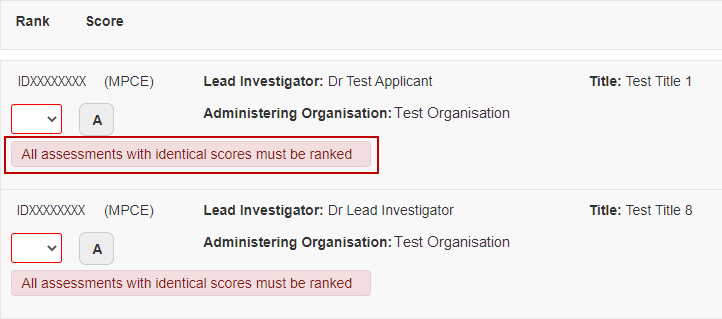 Rank Score
IDXXXXXXXX (MPCE) Lead Investigator: Dr Test Applicant Title: Test Title 1
A Administering Organisation: Test Organisation
All assessments with identical scores must be ranked
IDXXXXXXXX (MPCE) Lead Investigator: Dr Lead Investigator Title: Test Title 8
A Administering Organisation: Test Organisation
All assessments with identical scores must be ranked